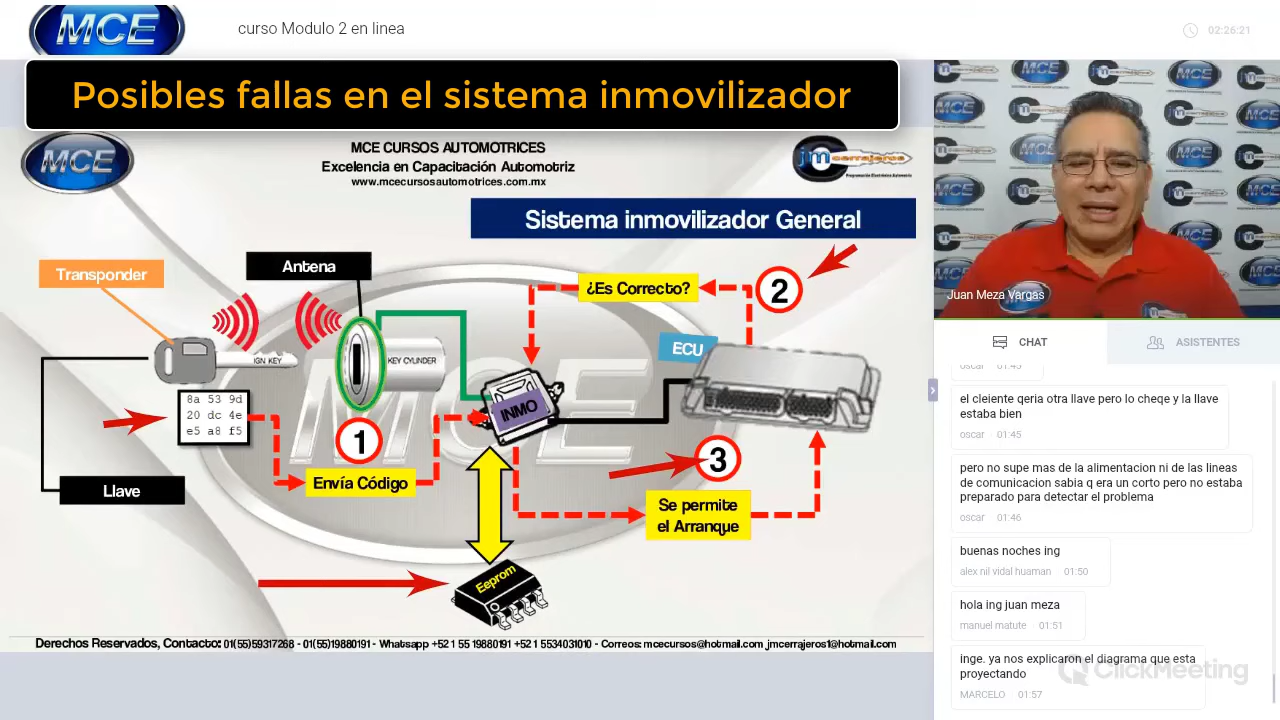 MCE
curso Modulo 2 en linea
02:26:21
Posibles fallas en el sistema inmovilizador
MCE
MCE CURSOS AUTOMOTRICES
Excelencia en Capacitación Automotriz
www.mcecursosautomotrices.com.mx
jm cerrajeros
Sistema inmovilizador General
Transponder
Antena
¿Es Correcto?
2
ECU
IGN KEY
KEY CYLINDER
8a 53 9d
20 dc 4e
e5 a8 f5
INMO
1
3
Llave
Envía Código
Se permite
el Arranque
Eeprom
MCE
Derechos Reservados, Contacto: 01(55)59317268 - 01(55)19880191 - Whatsapp +52 1 55 19880191 +52 1 5534031010 - Correos: mcecursos@hotmail.com jmcerrajeros1@hotmail.com
Juan Meza Vargas
CHAT
ASISTENTES
oscar · 01:45
el cleiente qeria otra llave pero lo cheqe y la llave
estaba bien
oscar · 01:45
pero no supe mas de la alimentacion ni de las lineas
de comunicacion sabia q era un corto pero no estaba
preparado para detectar el problema
oscar · 01:46
buenas noches ing
alex nil vidal huaman 01:50
hola ing juan meza
manuel matute · 01:51
inge. ya nos explicaron el diagrama que esta
proyectando
MARCELO · 01:57
ClickMeeting